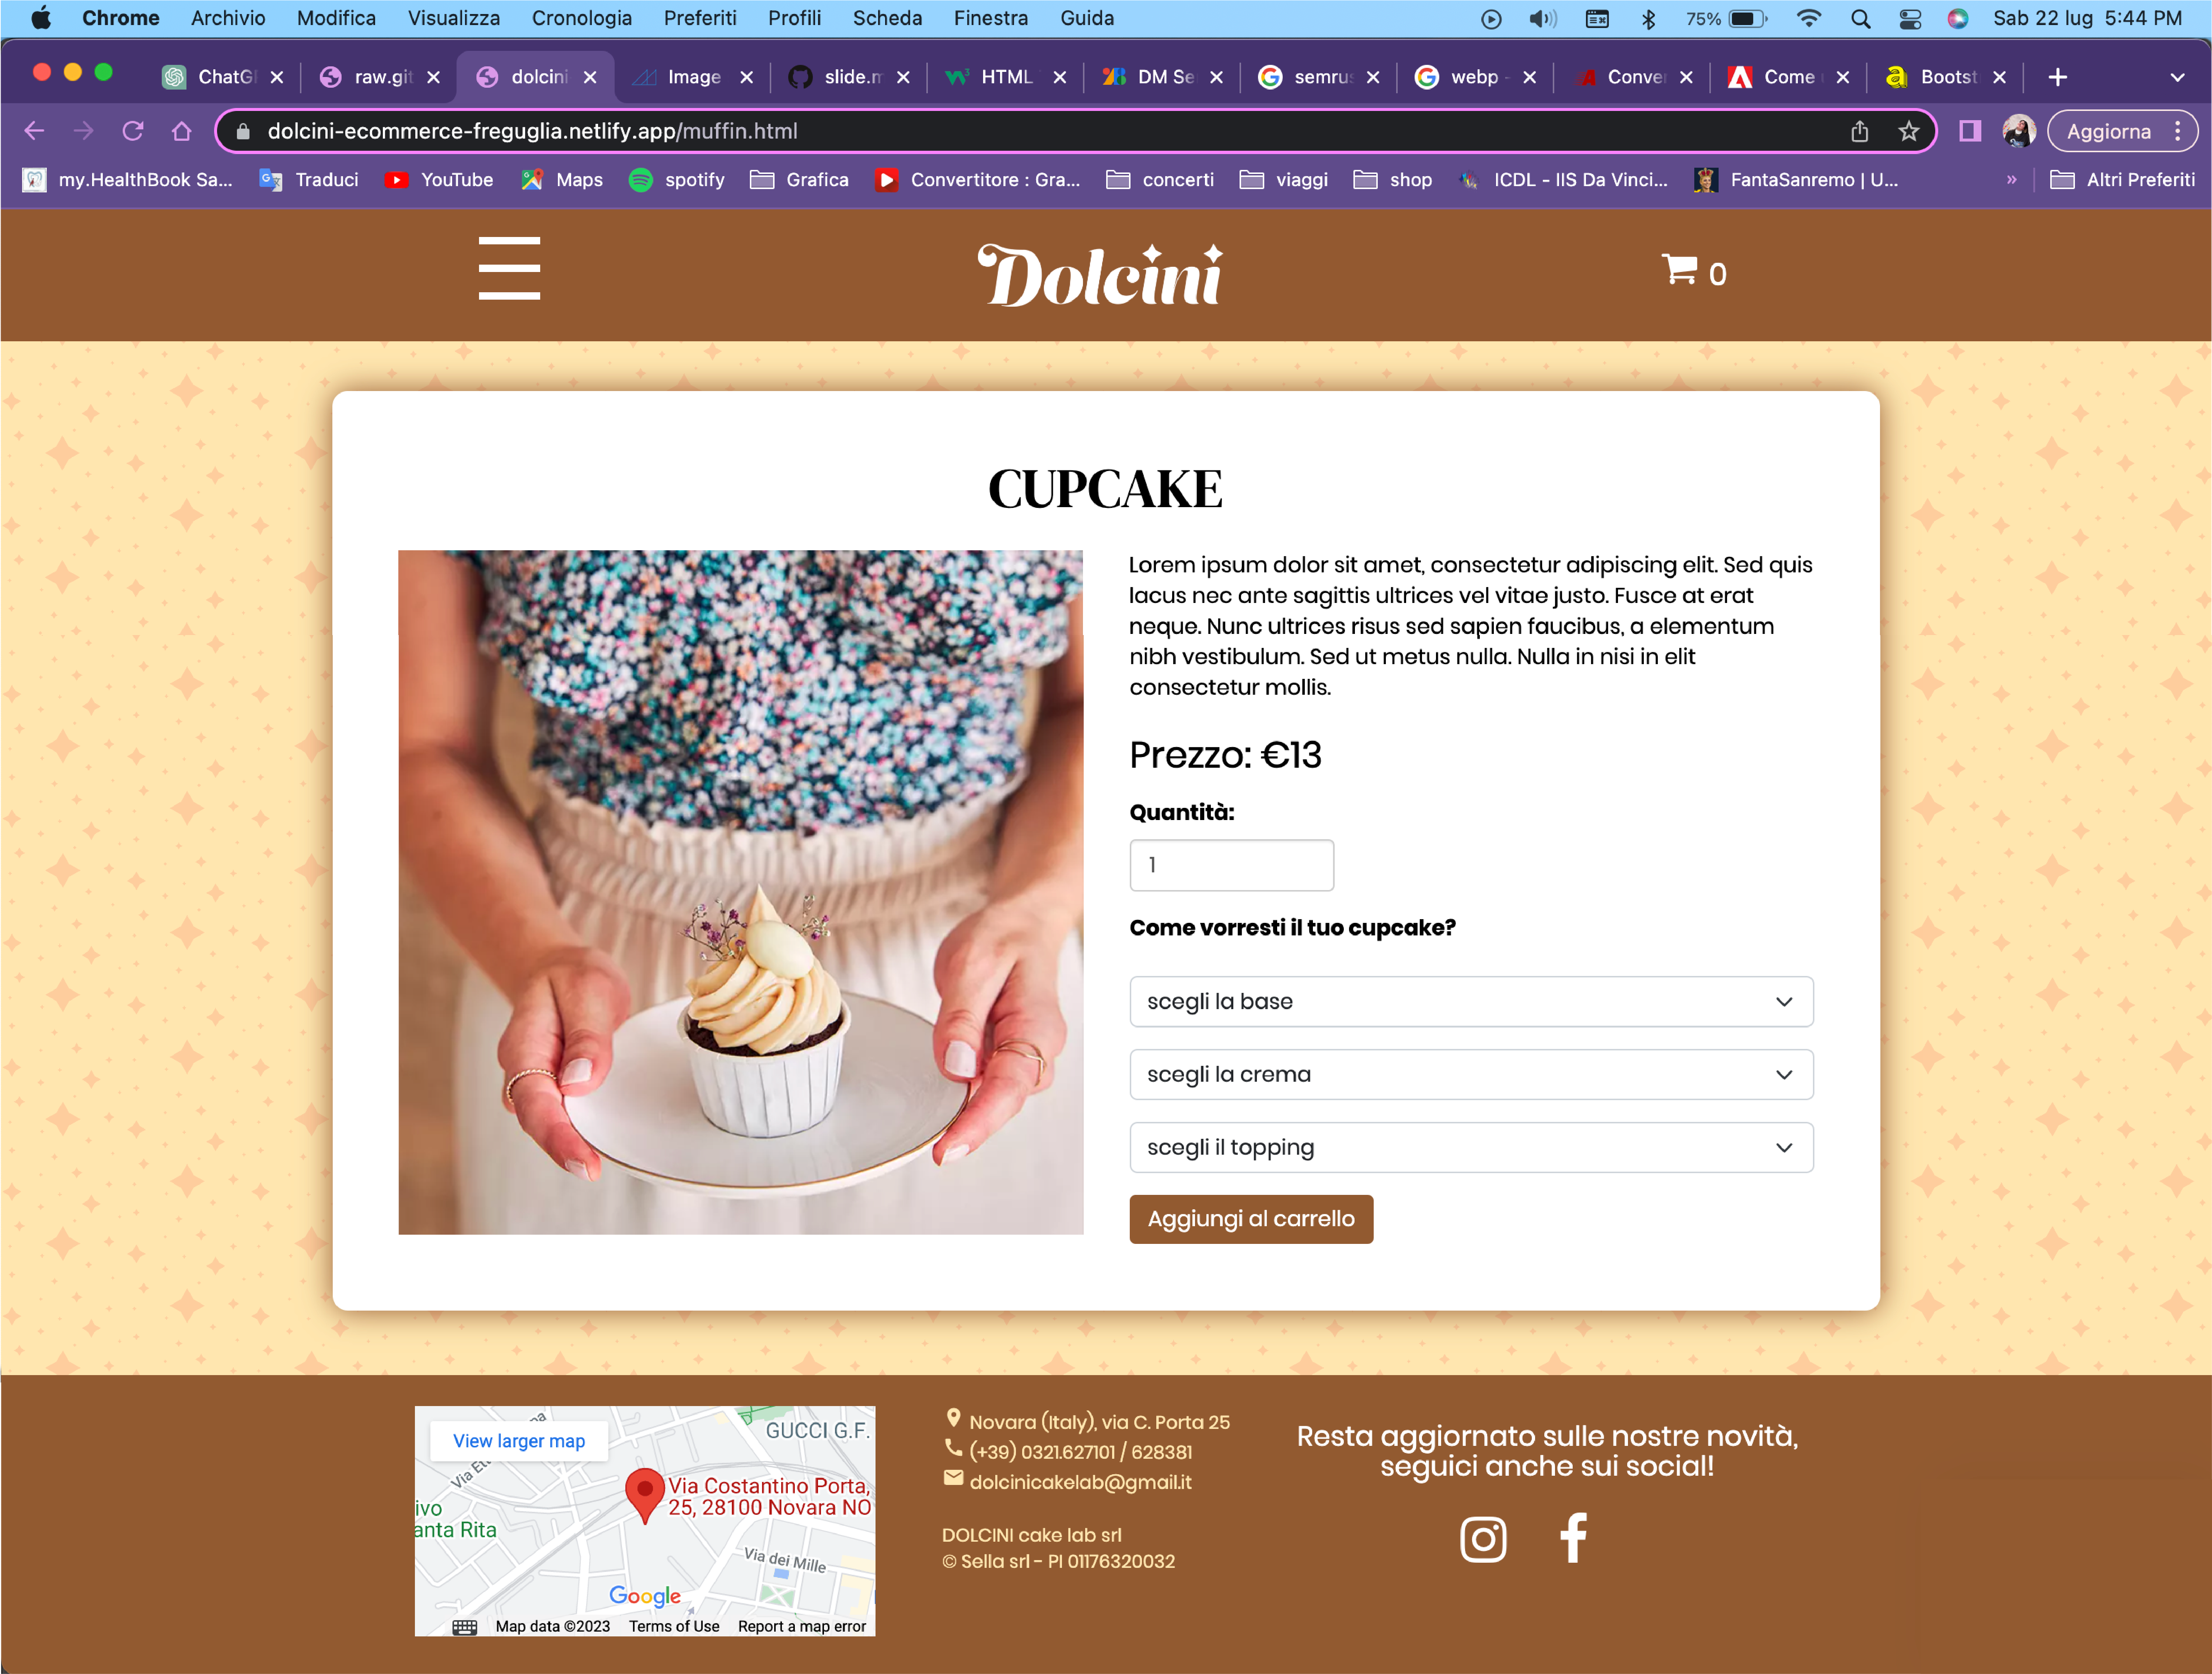 Chrome Archivio Modifica Visualizza Cronologia Preferiti Profili Scheda Finestra Guida 75% Sab 22 lug 5:44 PM
ChatG raw.git dolcini Image slide.m HTML DM Se semrus webp - Conver Come Bootst
dolcini-ecommerce-freguglia.netlify.app/muffin.html Aggiorna
my.HealthBook Sa... Traduci YouTube Maps spotify Grafica Convertitore : Gra... concerti viaggi shop ICDL - IIS Da Vinci... FantaSanremo | U... » Altri Preferiti
Dolcini
0
CUPCAKE
Lorem ipsum dolor sit amet, consectetur adipiscing elit. Sed quis
lacus nec ante sagittis ultrices vel vitae justo. Fusce at erat
neque. Nunc ultrices risus sed sapien faucibus, a elementum
nibh vestibulum. Sed ut metus nulla. Nulla in nisi in elit
consectetur mollis.
Prezzo: €13
Quantità:
1
Come vorresti il tuo cupcake?
scegli la base
scegli la crema
scegli il topping
Aggiungi al carrello
View larger map
GUCCI G.F.
Via Costantino Porta,
25, 28100 Novara NO
ivo
anta Rita
Via dei Mille
Google
Map data ©2023 Terms of Use Report a map error
Novara (Italy), via C. Porta 25
(+39) 0321.627101 / 628381
dolcinicakelab@gmail.it
DOLCINI cake lab srl
© Sella srl - PI 01176320032
Resta aggiornato sulle nostre novità,
seguici anche sui social!